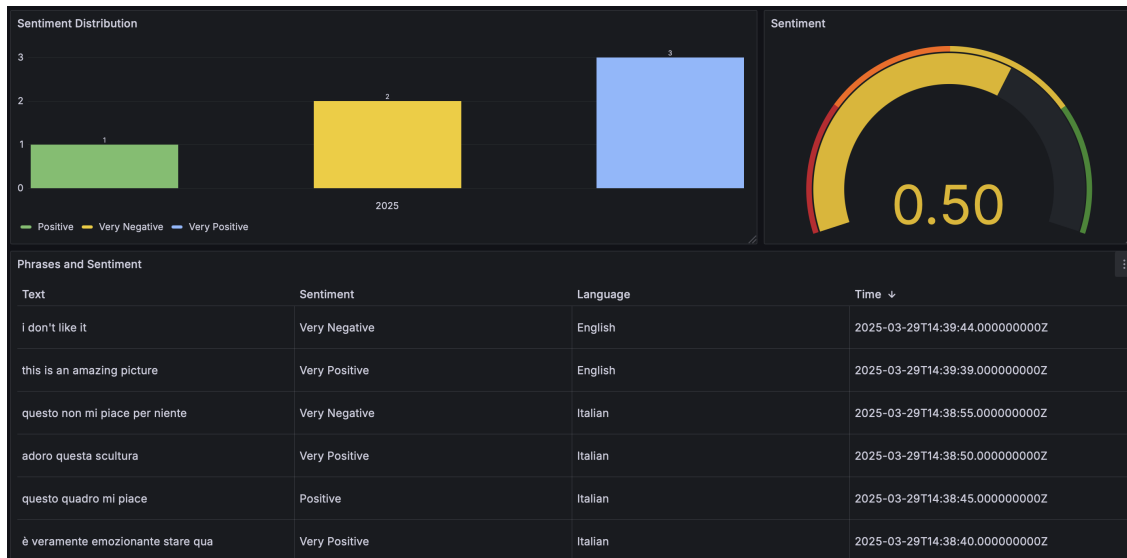 Sentiment Distribution
3
3
2
2
1
1
0
2025
Positive Very Negative Very Positive
Sentiment
0.50
Phrases and Sentiment
Text Sentiment Language Time ↓
i don't like it Very Negative English 2025-03-29T14:39:44.000000000Z
this is an amazing picture Very Positive English 2025-03-29T14:39:39.000000000Z
questo non mi piace per niente Very Negative Italian 2025-03-29T14:38:55.000000000Z
adoro questa scultura Very Positive Italian 2025-03-29T14:38:50.000000000Z
questo quadro mi piace Positive Italian 2025-03-29T14:38:45.000000000Z
è veramente emozionante stare qua Very Positive Italian 2025-03-29T14:38:40.000000000Z